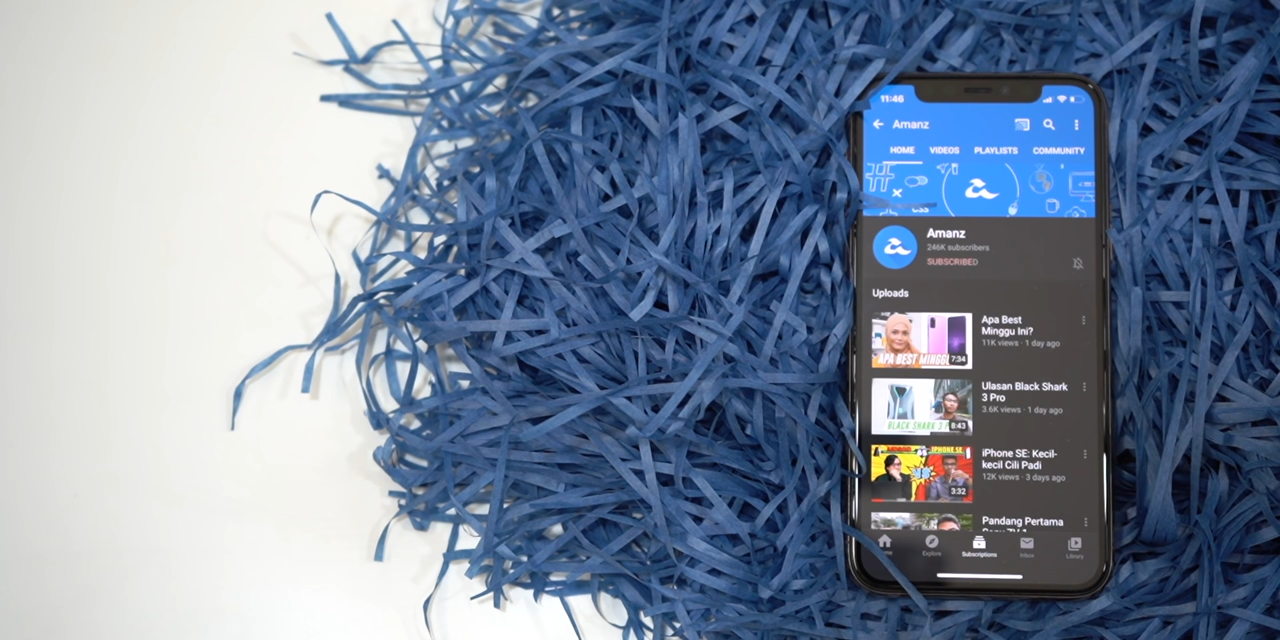 11:46
Amanz
HOME VIDEOS PLAYLISTS COMMUNITY
#
CSS
Amanz
246K subscribers
SUBSCRIBED
Uploads
Apa Best
Minggu Ini?
11K views · 1 day ago
APA BEST MINGGU
7:34
Ulasan Black Shark
3 Pro
3.6K views · 1 day ago
BLACK SHARK 3 P
8:43
iPhone SE: Kecil-
kecil Cili Padi
12K views · 3 days ago
IPHONE SE
3:32
Pandang Pertama
Explore Subscriptions Inbox Library